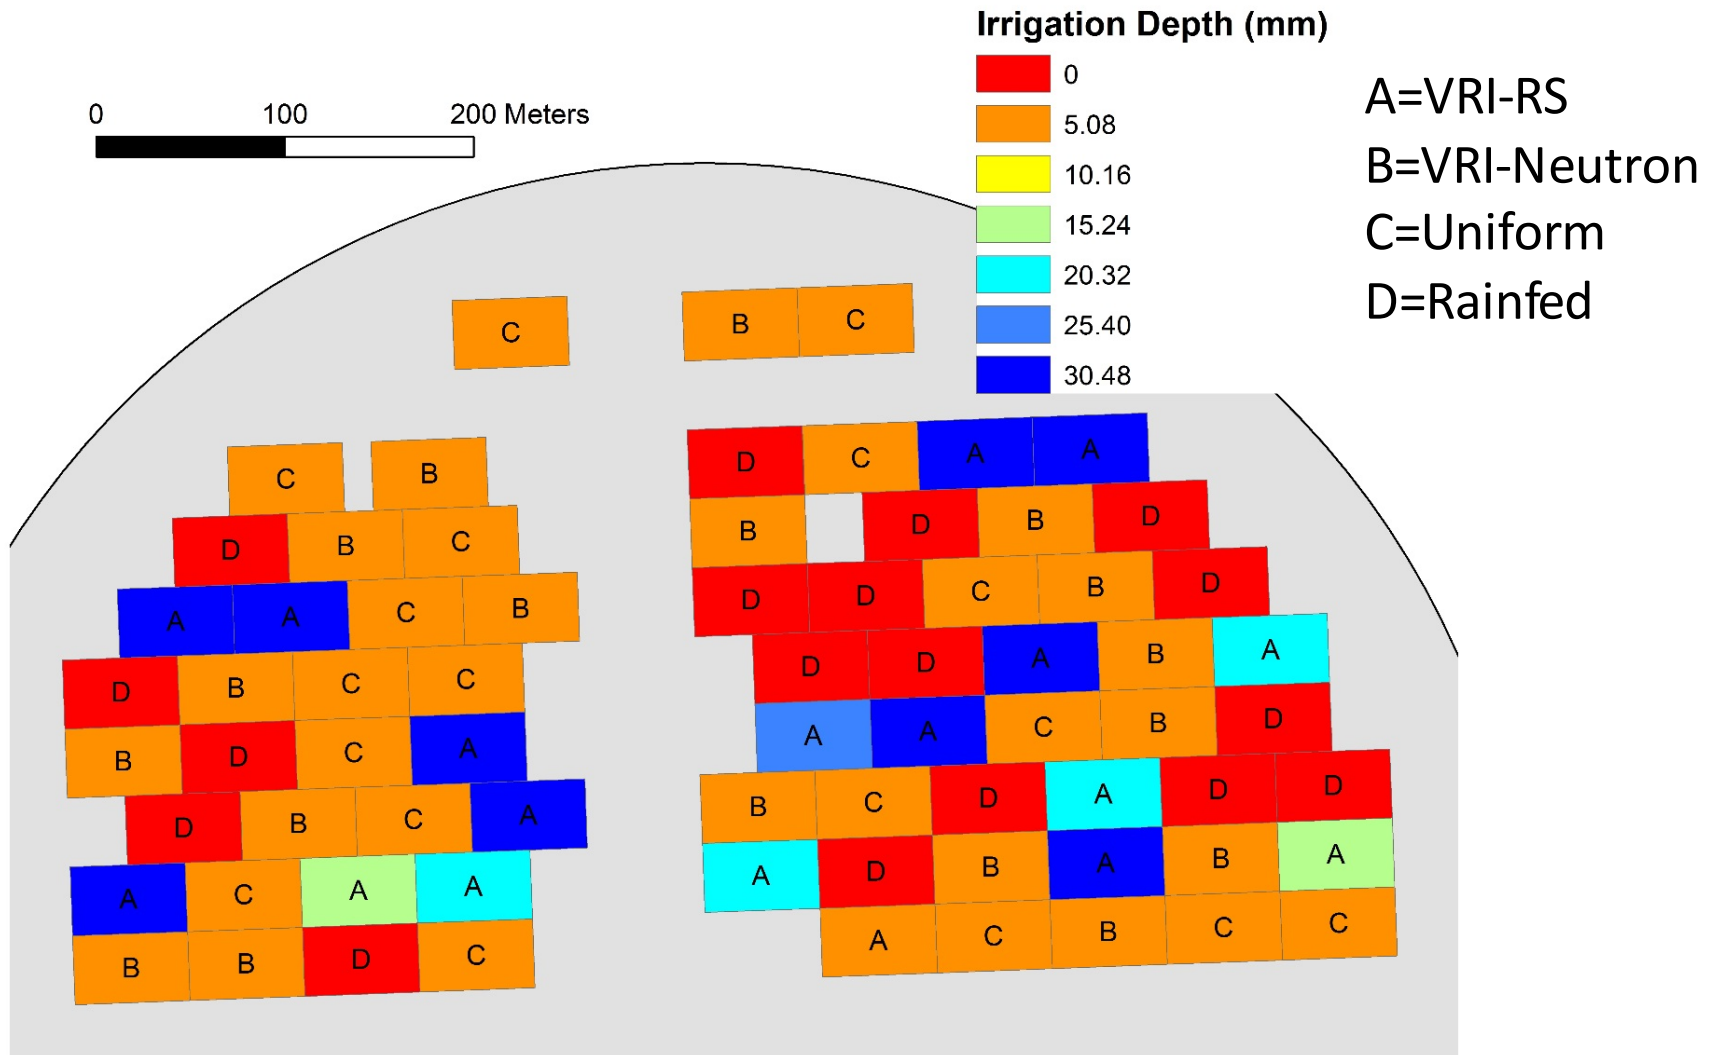 Irrigation Depth (mm)
0
5.08
10.16
15.24
20.32
25.40
30.48
A=VRI-RS
B=VRI-Neutron
C=Uniform
D=Rainfed
0 100 200 Meters
C B C
C B
D B C
A A C B
D B C C
B D C A
D B C A
A C A A
B B D C
D C A A
B D B D
D D C B D
D D A B A
A A C B D
B C D A D D
A D B A B A
A C B C C